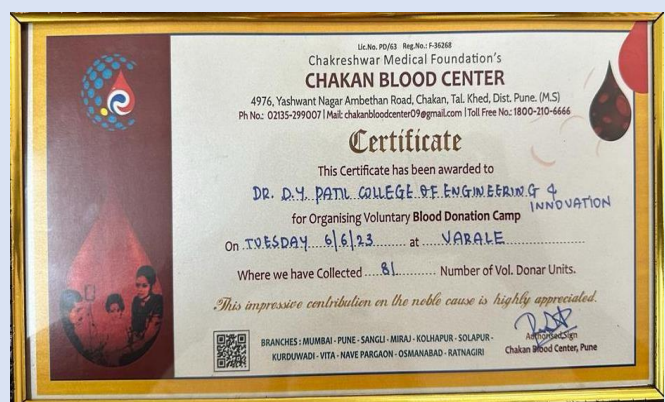 Lic.No. PD/63 Reg.No.: F-36268
Chakreshwar Medical Foundation's
CHAKAN BLOOD CENTER
4976, Yashwant Nagar Ambethan Road, Chakan, Tal. Khed, Dist. Pune. (M.S)
Ph No.: 02135-299007 | Mail: chakanbloodcenter09@gmail.com | Toll Free No.: 1800-210-6666
Certificate
This Certificate has been awarded to
DR. D.Y. PATIL COLLEGE OF ENGINEERING & INNOVATION
for Organising Voluntary Blood Donation Camp
On TUESDAY 6/6/23 at VARALE
Where we have Collected 81 Number of Vol. Donar Units.
This impressive contribution on the noble cause is highly appreciated.
BRANCHES : MUMBAI - PUNE - SANGLI - MIRAJ - KOLHAPUR - SOLAPUR -
KURDUWADI - VITA - NAVE PARGAON - OSMANABAD - RATNAGIRI
Authorised Sign
Chakan Blood Center, Pune